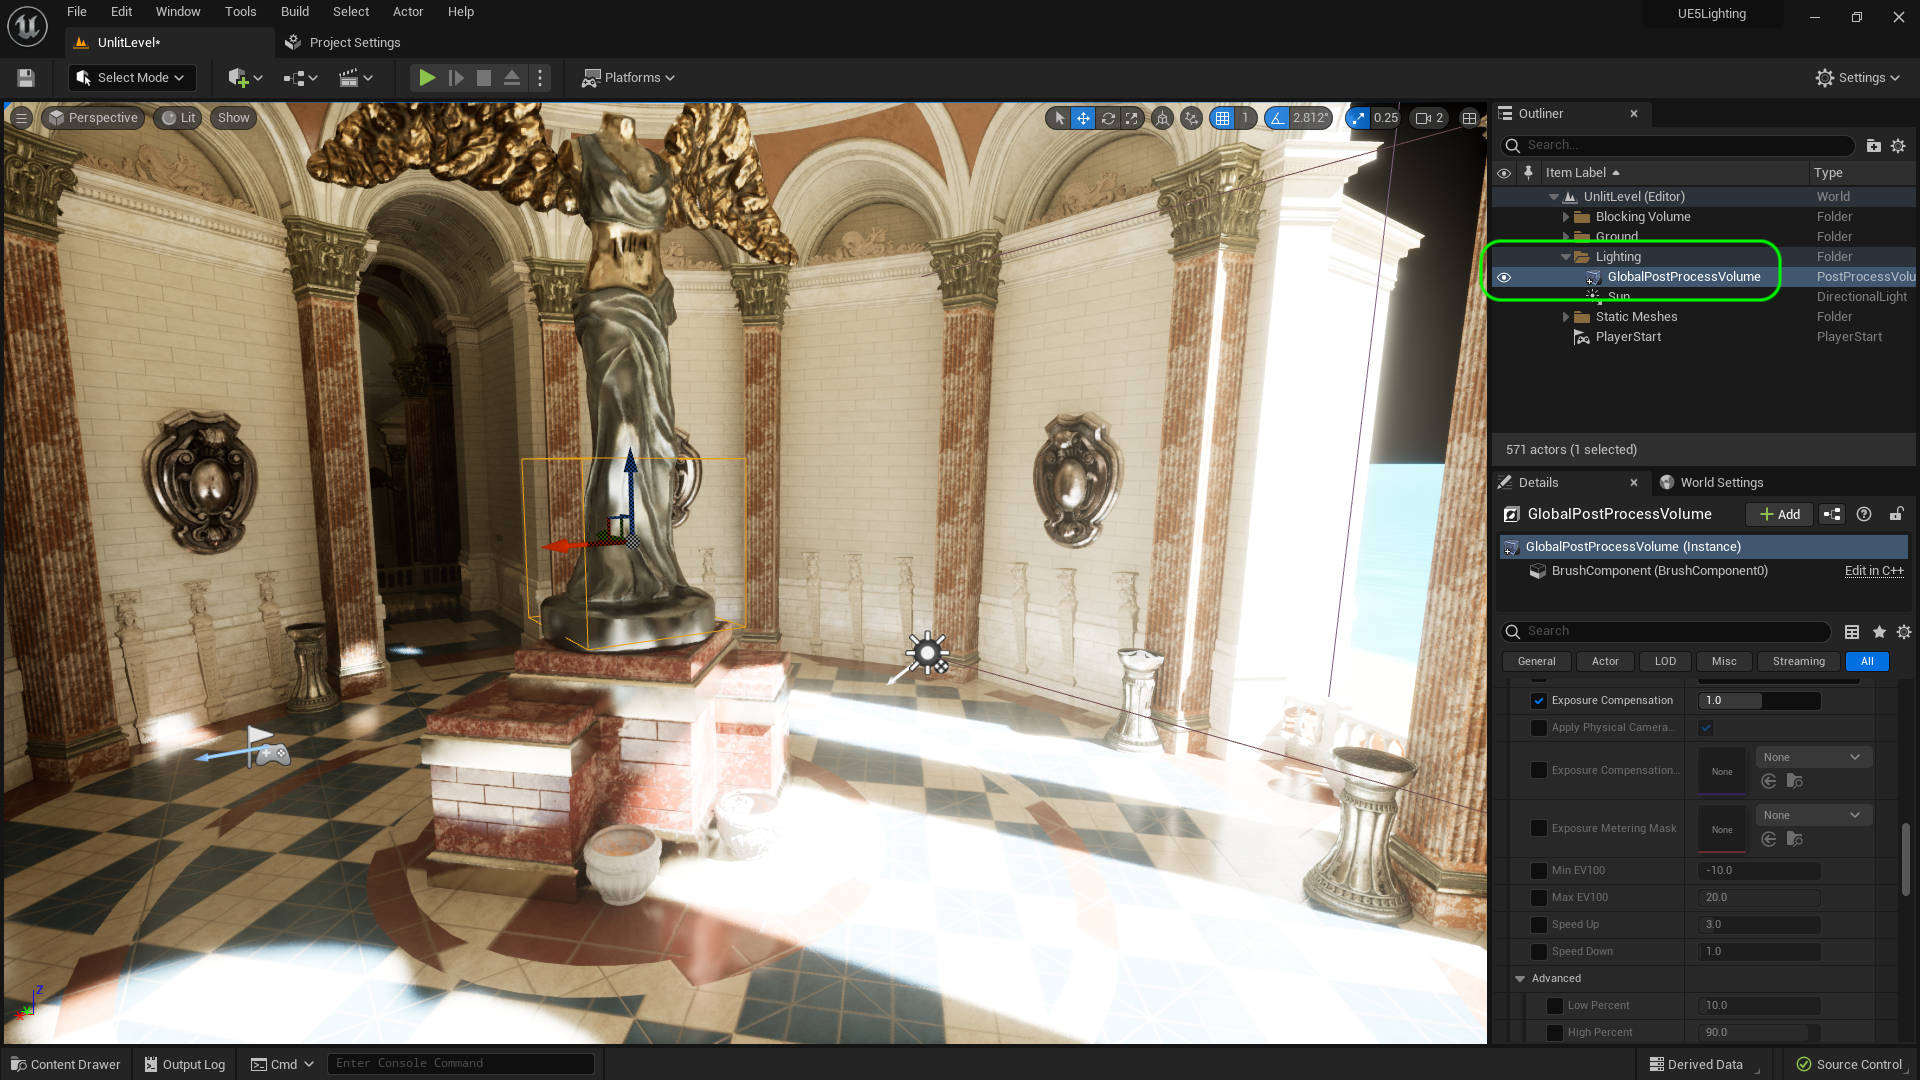 File Edit Window Tools Build Select Actor Help
UE5Lighting
UnlitLevel*
Project Settings
Select Mode
Platforms
Settings
Perspective
Lit
Show
1
2.812°
0.25
2
Outliner
Search...
Item Label
Type
UnlitLevel (Editor)
World
Blocking Volume
Folder
Ground
Folder
Lighting
Folder
GlobalPostProcessVolume
PostProcessVolu
Sun
DirectionalLight
Static Meshes
Folder
PlayerStart
PlayerStart
571 actors (1 selected)
Details
World Settings
GlobalPostProcessVolume
Add
GlobalPostProcessVolume (Instance)
BrushComponent (BrushComponent0)
Edit in C++
Search
General
Actor
LOD
Misc
Streaming
All
Exposure Compensation
1.0
Apply Physical Camera...
Exposure Compensation...
None
None
Exposure Metering Mask
None
None
Min EV100
-10.0
Max EV100
20.0
Speed Up
3.0
Speed Down
1.0
Advanced
Low Percent
10.0
High Percent
90.0
Z
Y
X
Content Drawer
Output Log
Cmd
Enter Console Command
Derived Data
Source Control